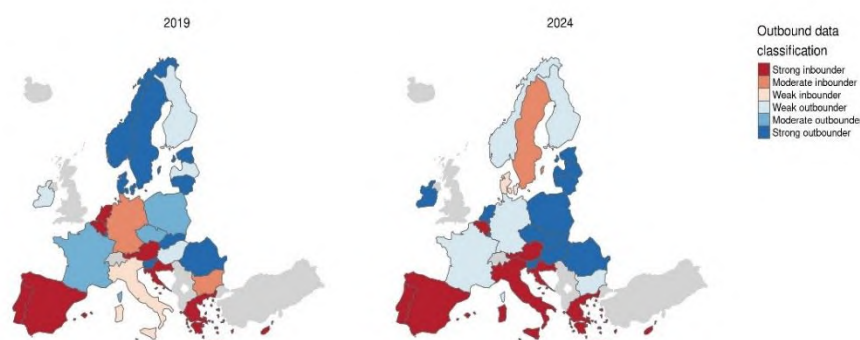 2019
2024
Outbound data
classification
Strong inbounder
Moderate inbounder
Weak inbounder
Weak outbounder
Moderate outbounde
Strong outbounder